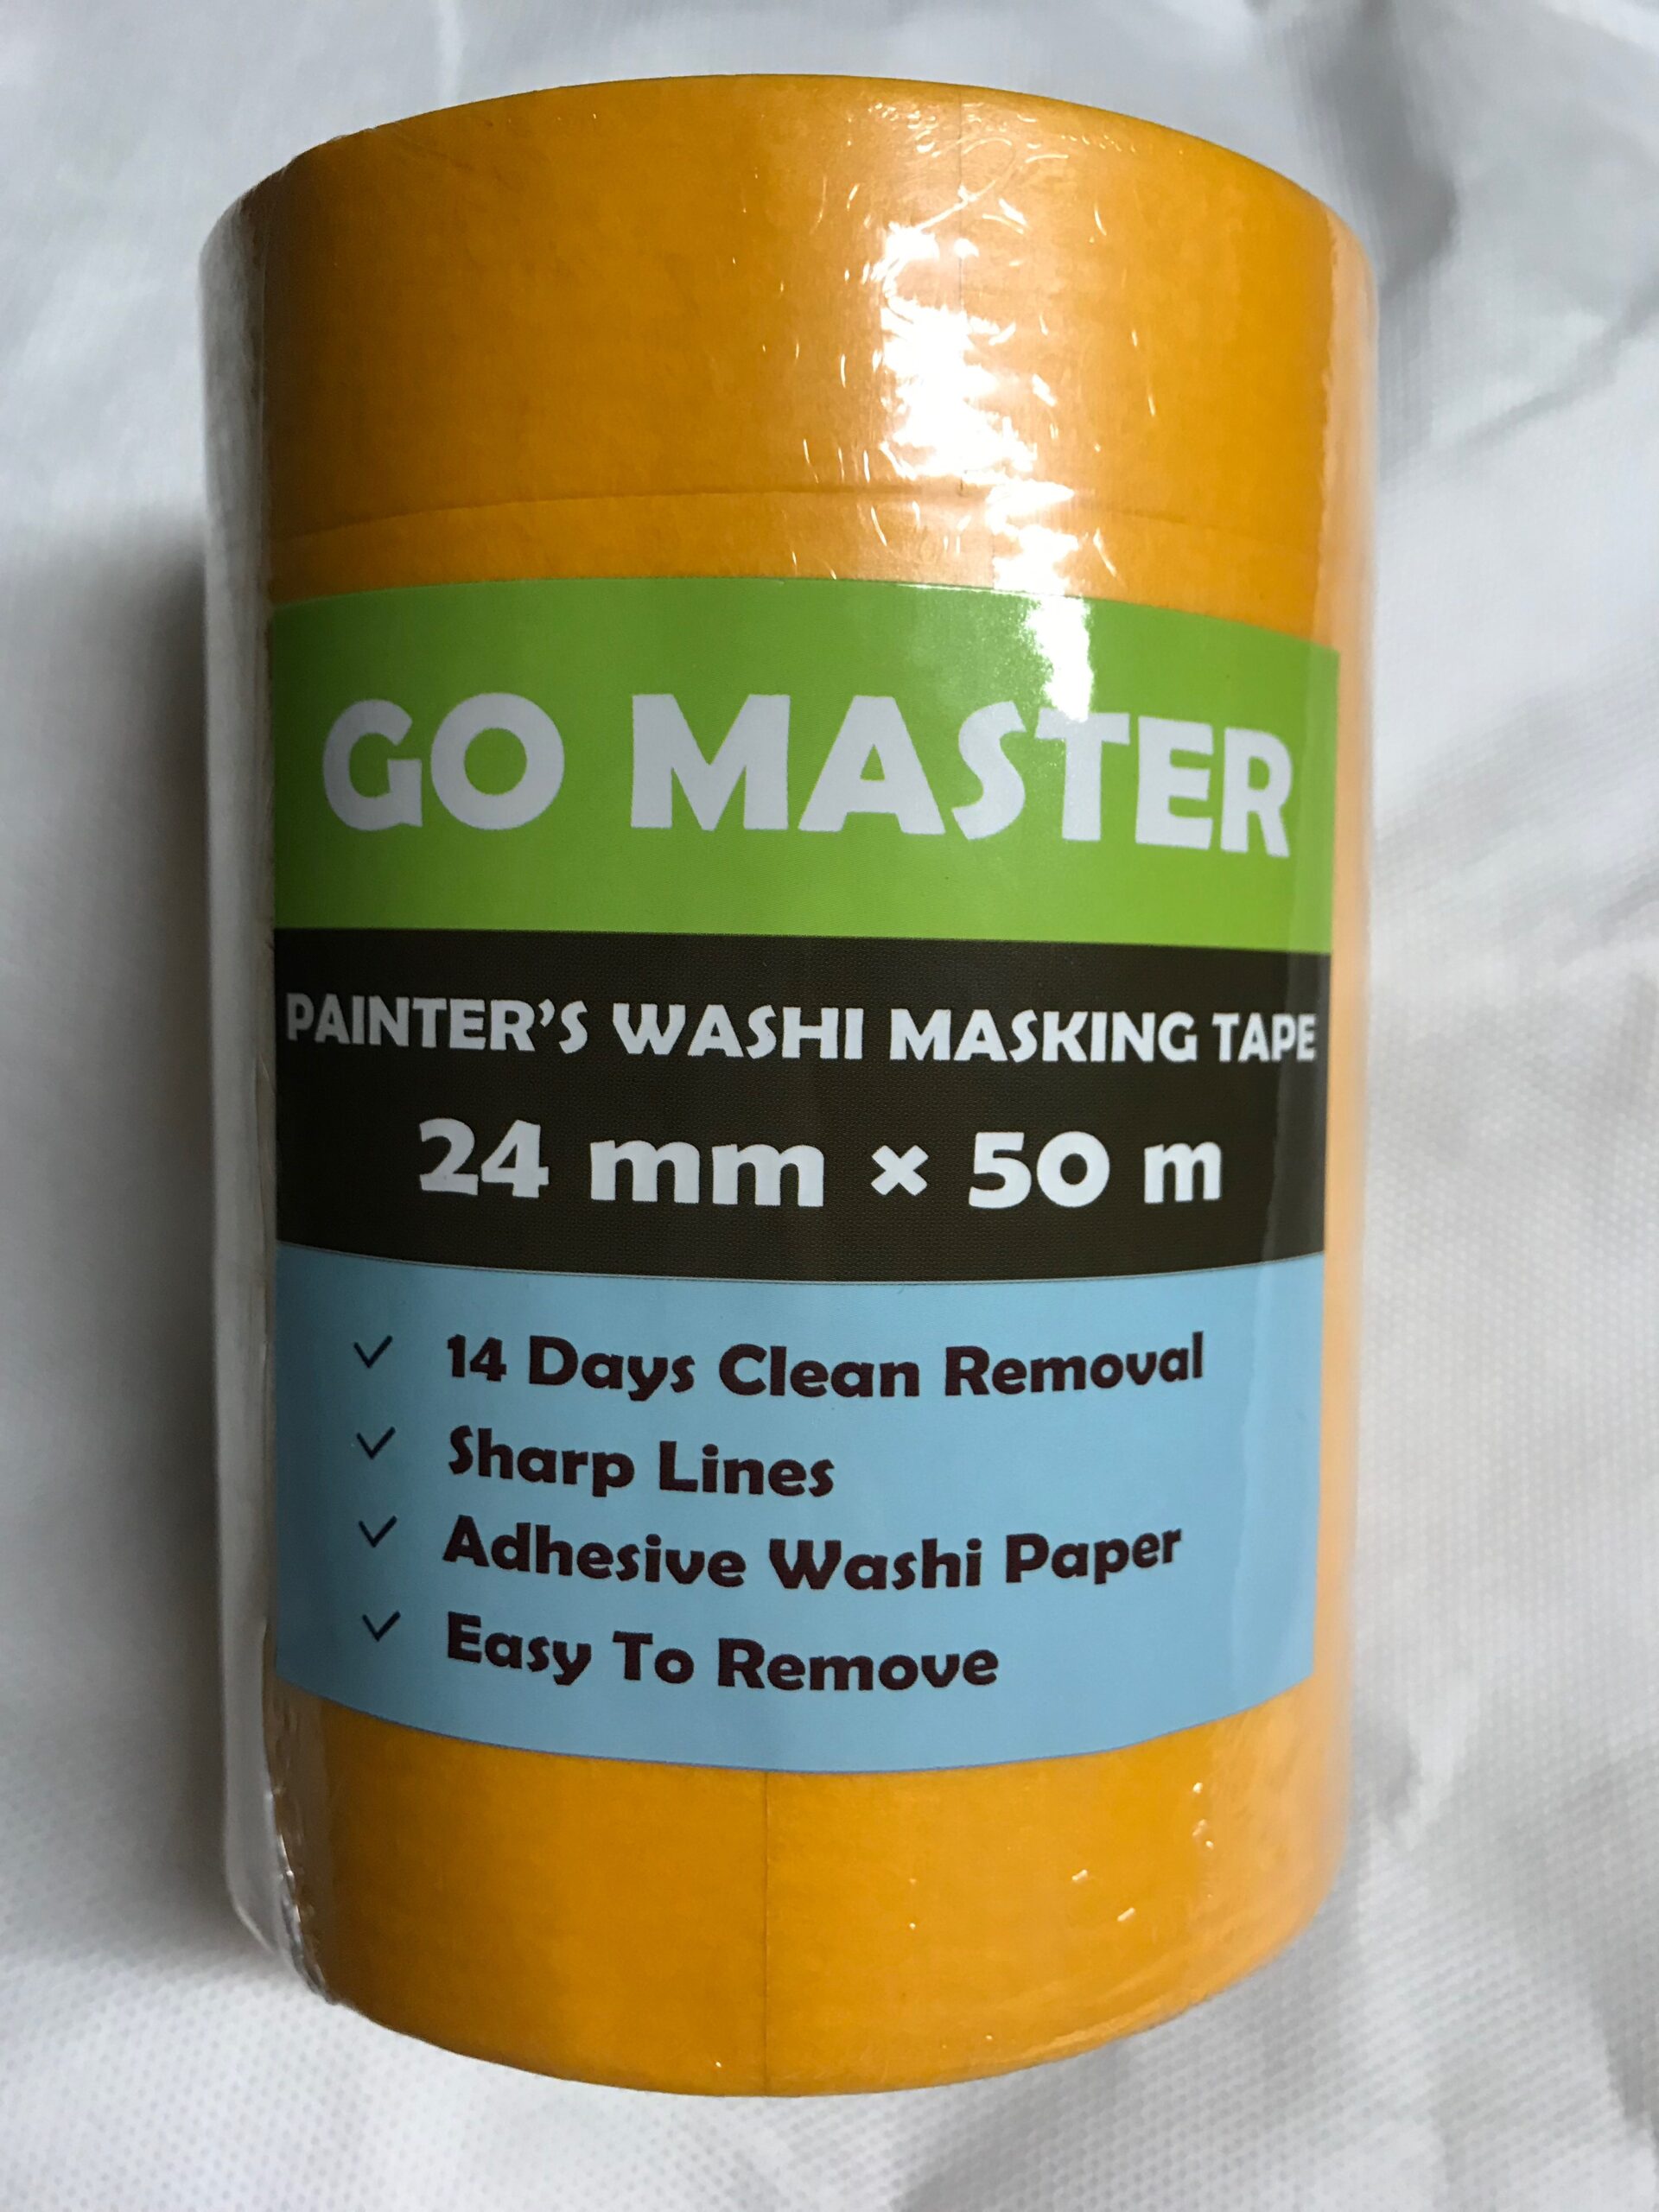 GO MASTER
PAINTER'S WASHI MASKING TAPE
24 mm × 50 m
✓ 14 Days Clean Removal
✓ Sharp Lines
✓ Adhesive Washi Paper
✓ Easy To Remove